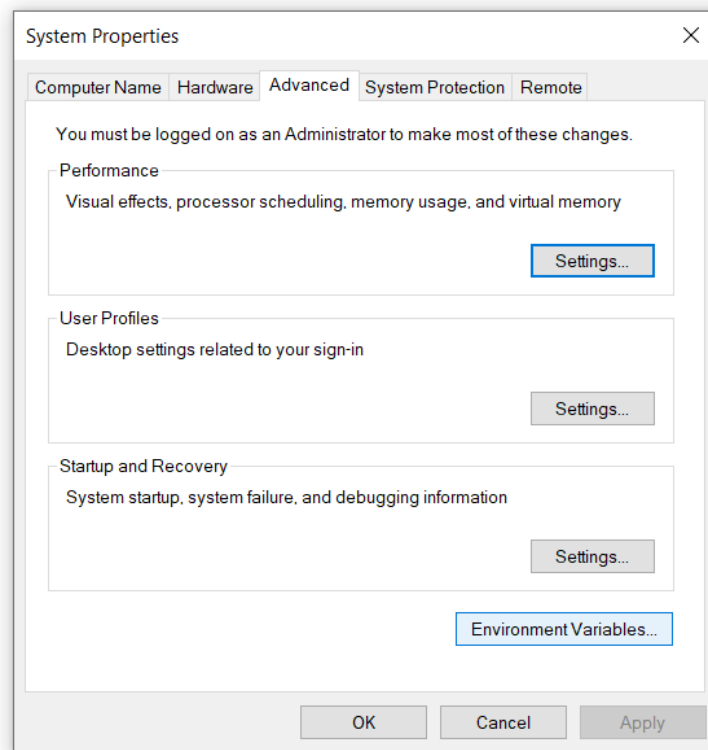 System Properties
Computer Name Hardware Advanced System Protection Remote
You must be logged on as an Administrator to make most of these changes.
Performance
Visual effects, processor scheduling, memory usage, and virtual memory
Settings...
User Profiles
Desktop settings related to your sign-in
Settings...
Startup and Recovery
System startup, system failure, and debugging information
Settings...
Environment Variables...
OK Cancel Apply